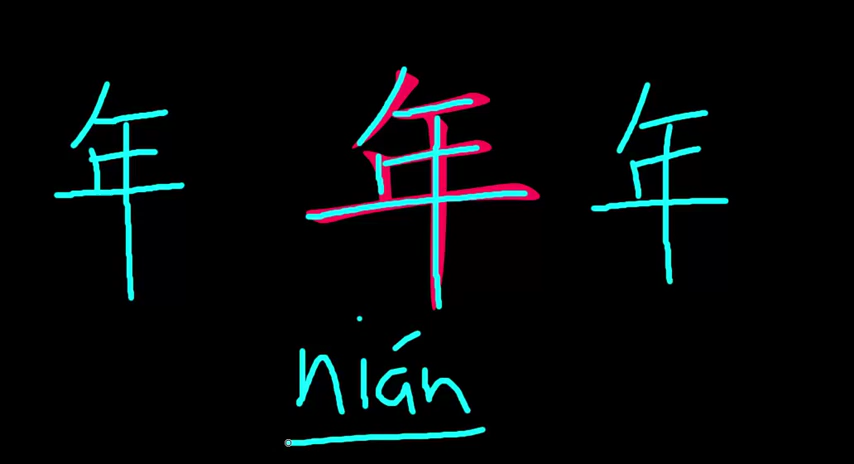 年 年 年
nián